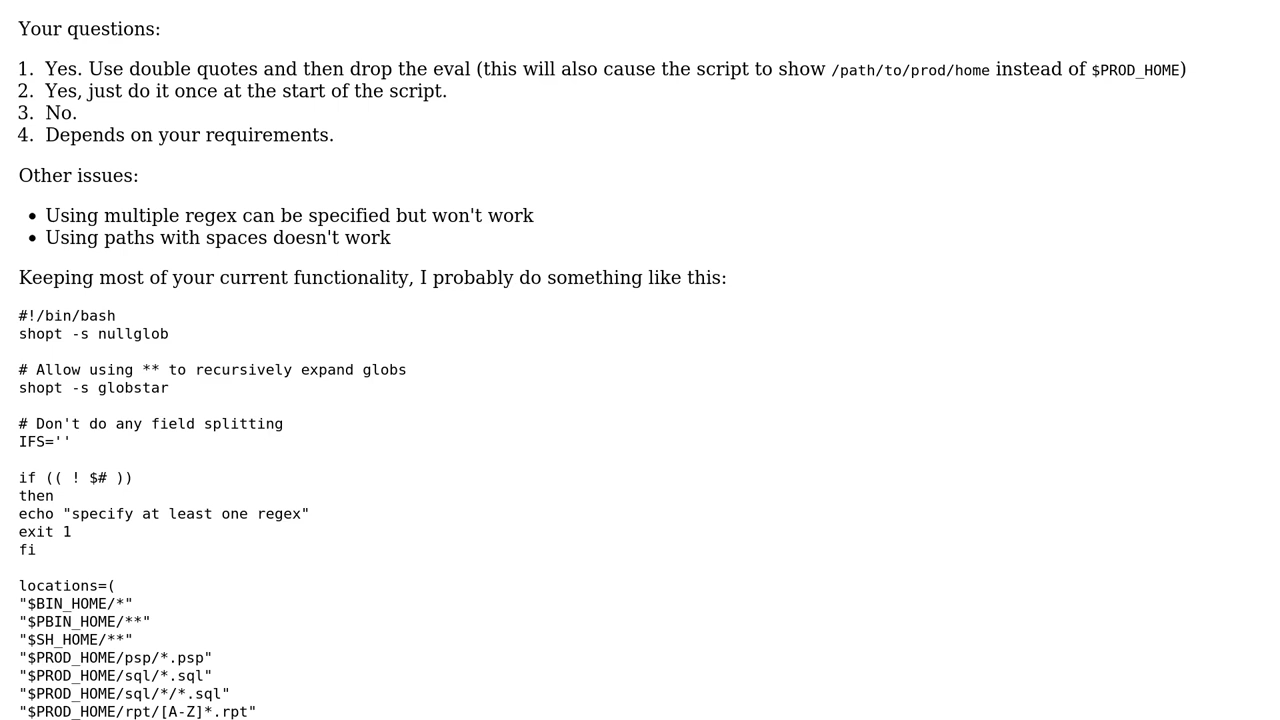 Your questions:
1. Yes. Use double quotes and then drop the eval (this will also cause the script to show /path/to/prod/home instead of $PROD_HOME)
2. Yes, just do it once at the start of the script.
3. No.
4. Depends on your requirements.
Other issues:
• Using multiple regex can be specified but won't work
• Using paths with spaces doesn't work
Keeping most of your current functionality, I probably do something like this:
#!/bin/bash
shopt -s nullglob
# Allow using ** to recursively expand globs
shopt -s globstar
# Don't do any field splitting
IFS=''
if (( ! $# ))
then
echo "specify at least one regex"
exit 1
fi
locations=(
"$BIN_HOME/*"
"$PBIN_HOME/**"
"$SH_HOME/**"
"$PROD_HOME/psp/*.psp"
"$PROD_HOME/sql/*.sql"
"$PROD_HOME/sql/*/*.sql"
"$PROD_HOME/rpt/[A-Z]*.rpt"